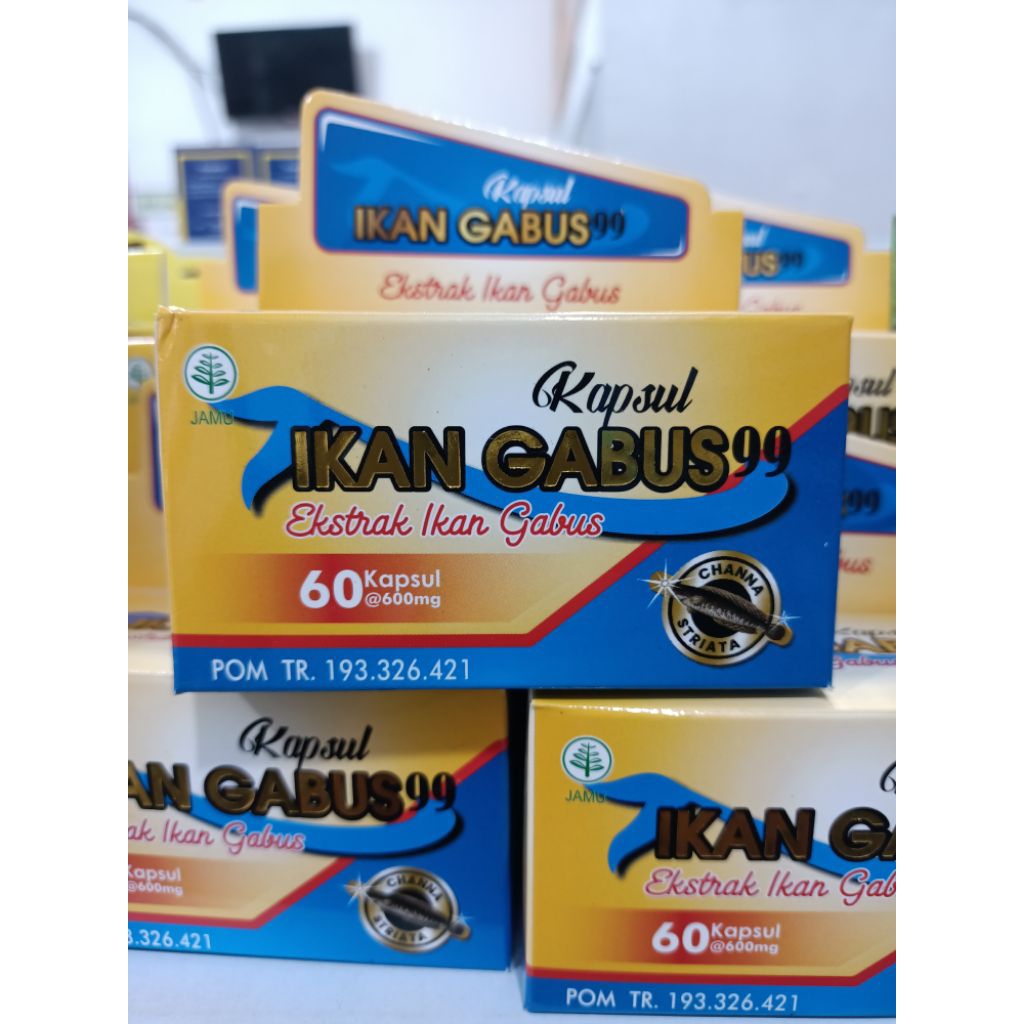 Kapsul
IKAN GABUS99
Ekstrak Ikan Gabus
Kapsul
US99
JAMU
Kapsul
IKAN GABUS99
Ekstrak Ikan Gabus
60 Kapsul
@600mg
CHANNA
STRIATA
POM TR. 193.326.421
Kapsul
AN GABUS99
ak Ikan Gabus
Kapsul
@600mg
CHANNA
STRIATA
3.326.421
JAMU
IKAN GA
Ekstrak Ikan Gab
60 Kapsul
@600mg
POM TR. 193.326.421